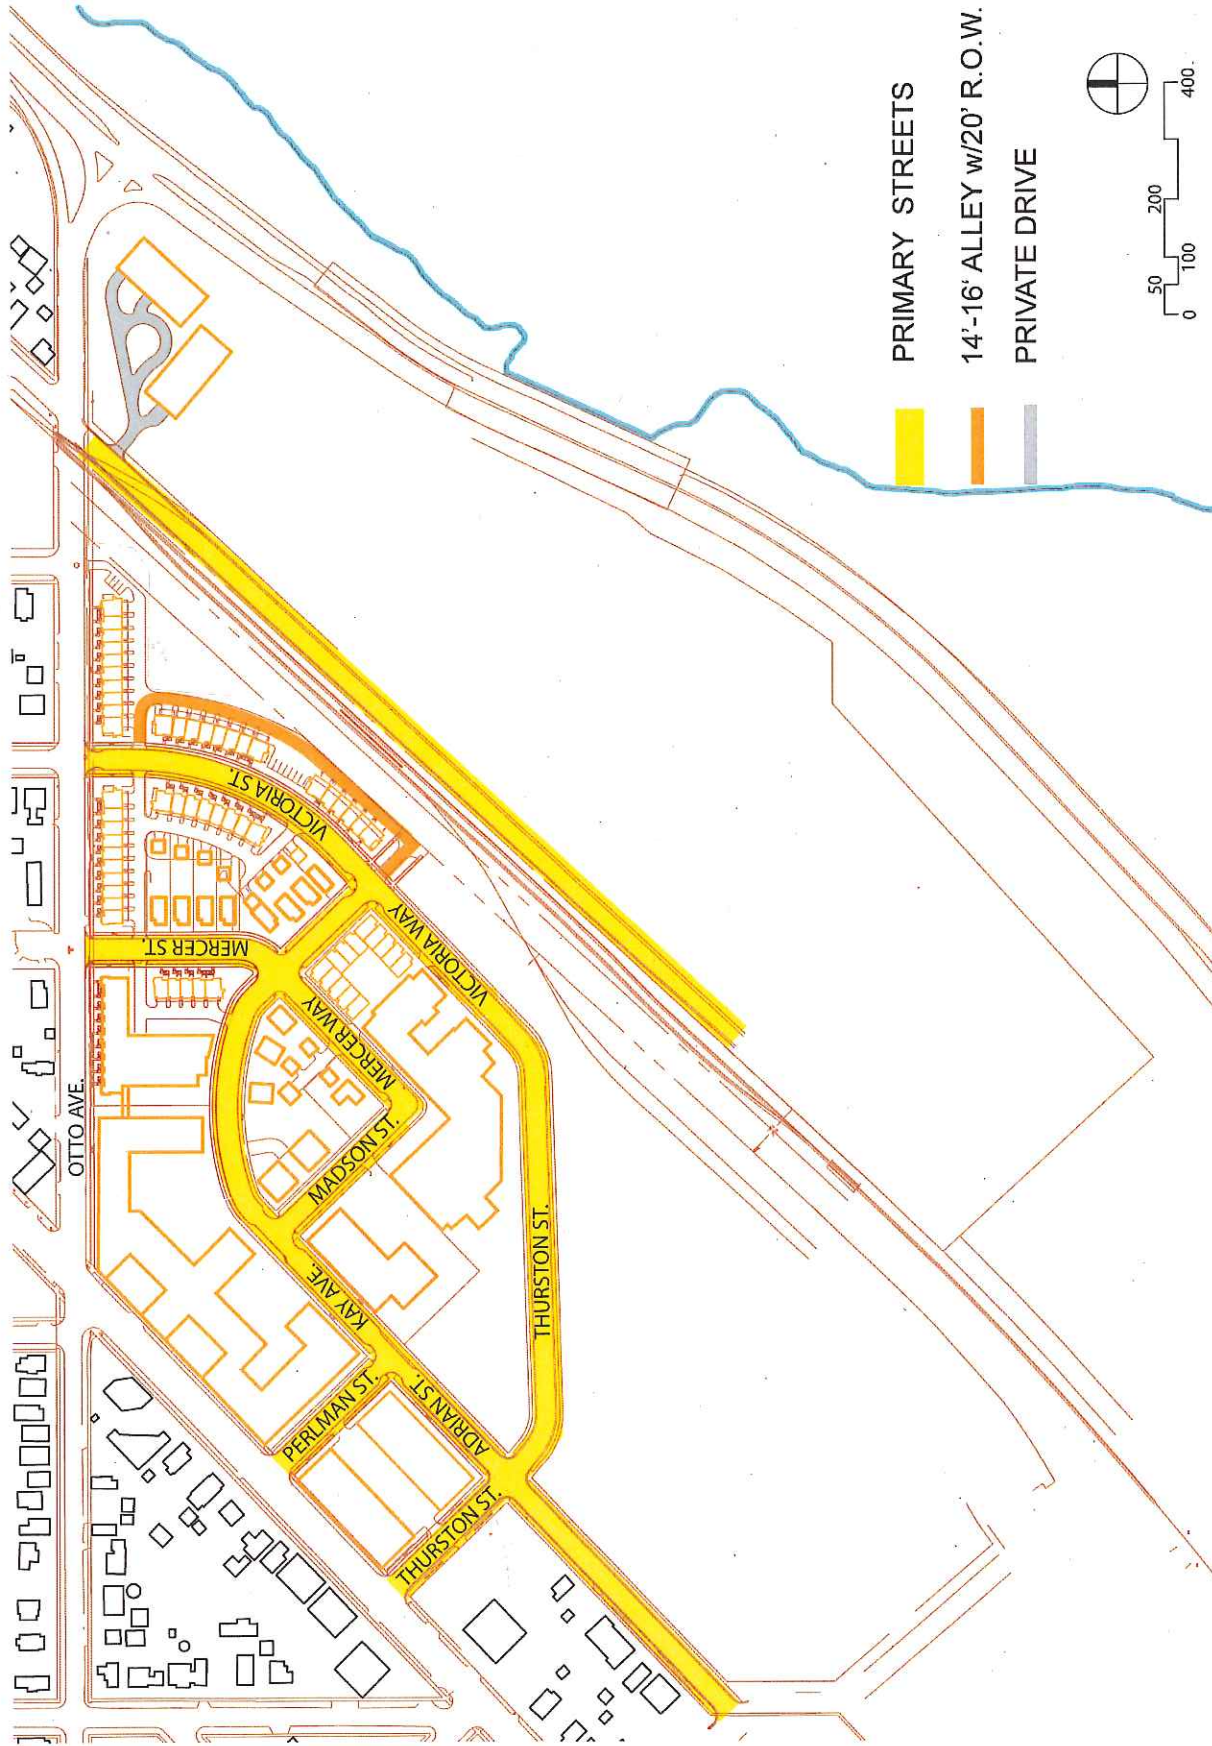 OTTO AVE.
VICTORIA ST.
MERCER ST.
VICTORIA WAY
MERCER WAY
MADSON ST.
KAY AVE.
THURSTON ST.
PERLMAN ST.
ADRIAN ST.
THURSTON ST.
PRIMARY STREETS
14'-16' ALLEY w/20' R.O.W.
PRIVATE DRIVE
0 50 100 200 400.